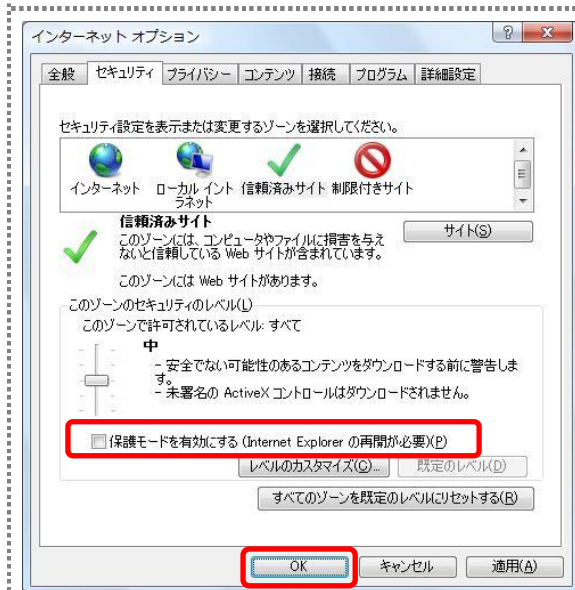 インターネット オプション
全般 セキュリティ プライバシー コンテンツ 接続 プログラム 詳細設定
セキュリティ設定を表示または変更するゾーンを選択してください。
インターネット ローカル イント 信頼済みサイト 制限付きサイト
ラネット
信頼済みサイト
サイト(S)
このゾーンには、コンピュータやファイルに損害を与え
ないと信頼している Web サイトが含まれています。
このゾーンには Web サイトがあります。
このゾーンのセキュリティのレベル(L)
このゾーンで許可されているレベル: すべて
中
- 安全でない可能性のあるコンテンツをダウンロードする前に警告しま
す。
- 未署名の ActiveX コントロールはダウンロードされません。
保護モードを有効にする (Internet Explorer の再開が必要)(P)
レベルのカスタマイズ(C)... 既定のレベル(D)
すべてのゾーンを既定のレベルにリセットする(R)
OK キャンセル 適用(A)